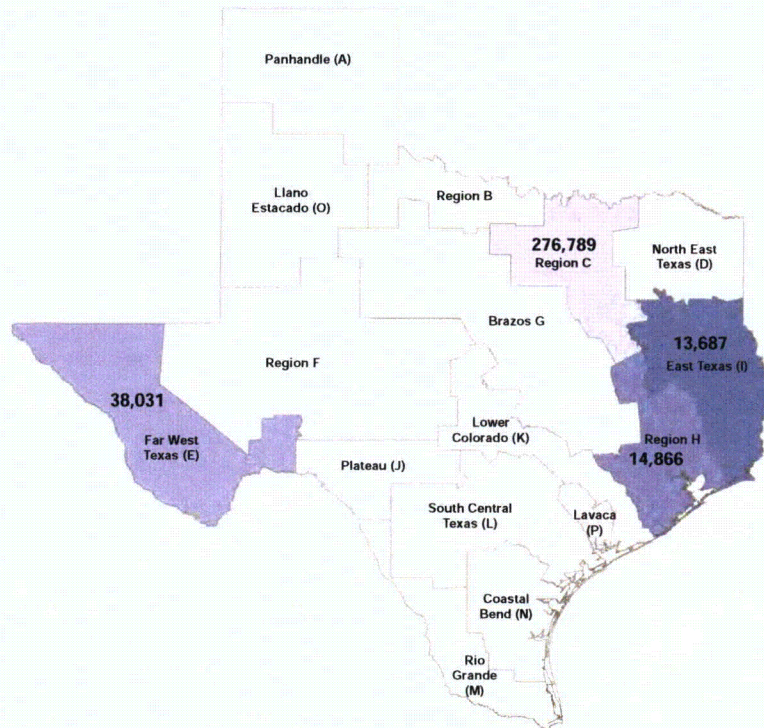 Panhandle (A)
Llano
Estacado (O)
Region B
276,789
Region C
North East
Texas (D)
Brazos G
13,687
East Texas (I)
Region F
38,031
Far West
Texas (E)
Lower
Colorado (K)
Region H
14,866
Plateau (J)
South Central
Texas (L)
Lavaca
(P)
Coastal
Bend (N)
Rio
Grande
(M)